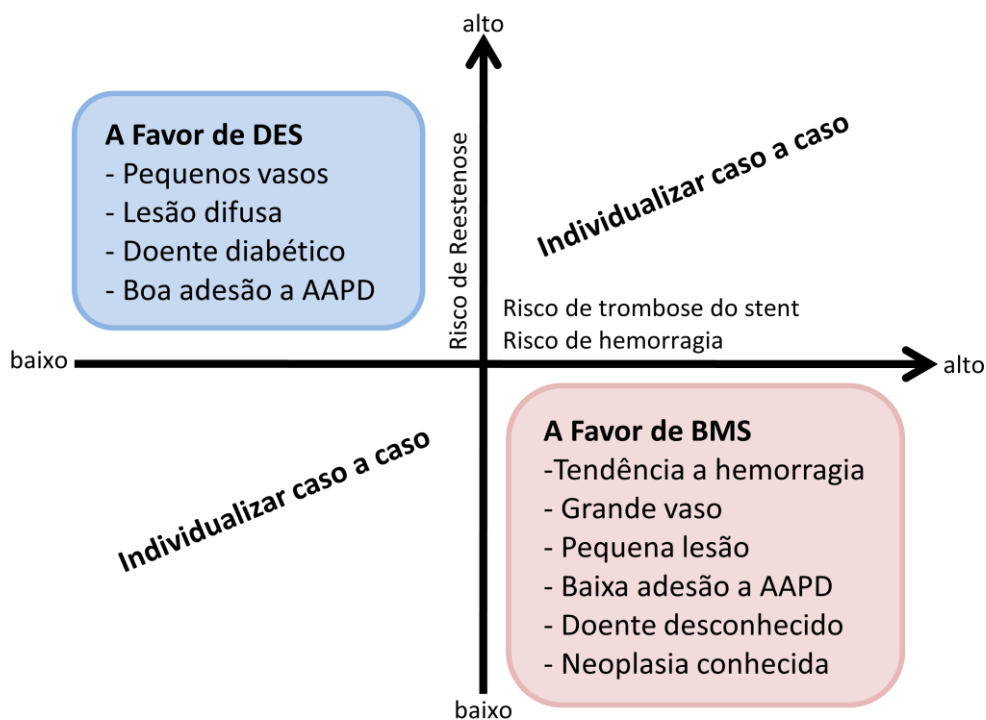 alto
A Favor de DES
- Pequenos vasos
- Lesão difusa
- Doente diabético
- Boa adesão a AAPD
Risco de Reestenose
Individualizar caso a caso
Risco de trombose do stent
Risco de hemorragia
baixo
alto
Individualizar caso a caso
A Favor de BMS
-Tendência a hemorragia
- Grande vaso
- Pequena lesão
- Baixa adesão a AAPD
- Doente desconhecido
- Neoplasia conhecida
baixo